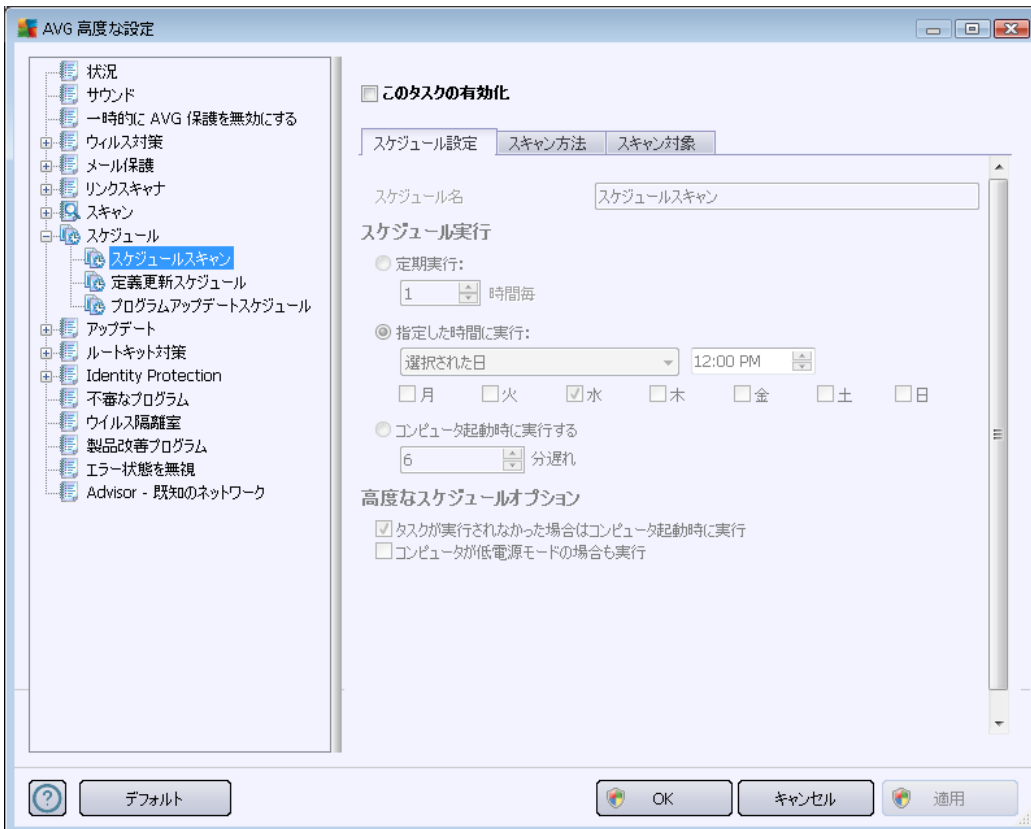 AVG 高度な設定
状況
サウンド
一時的に AVG 保護を無効にする
ウィルス対策
メール保護
リンクスキャナ
スキャン
スケジュール
スケジュールスキャン
定義更新スケジュール
プログラムアップデートスケジュール
アップデート
ルートキット対策
Identity Protection
不審なプログラム
ウイルス隔離室
製品改善プログラム
エラー状態を無視
Advisor - 既知のネットワーク
このタスクの有効化
スケジュール設定 スキャン方法 スキャン対象
スケジュール名 スケジュールスキャン
スケジュール実行
定期実行:
1 時間毎
指定した時間に実行:
選択された日 12:00 PM
月 火 水 木 金 土 日
コンピュータ起動時に実行する
6 分遅れ
高度なスケジュールオプション
タスクが実行されなかった場合はコンピュータ起動時に実行
コンピュータが低電源モードの場合も実行
? デフォルト OK キャンセル 適用